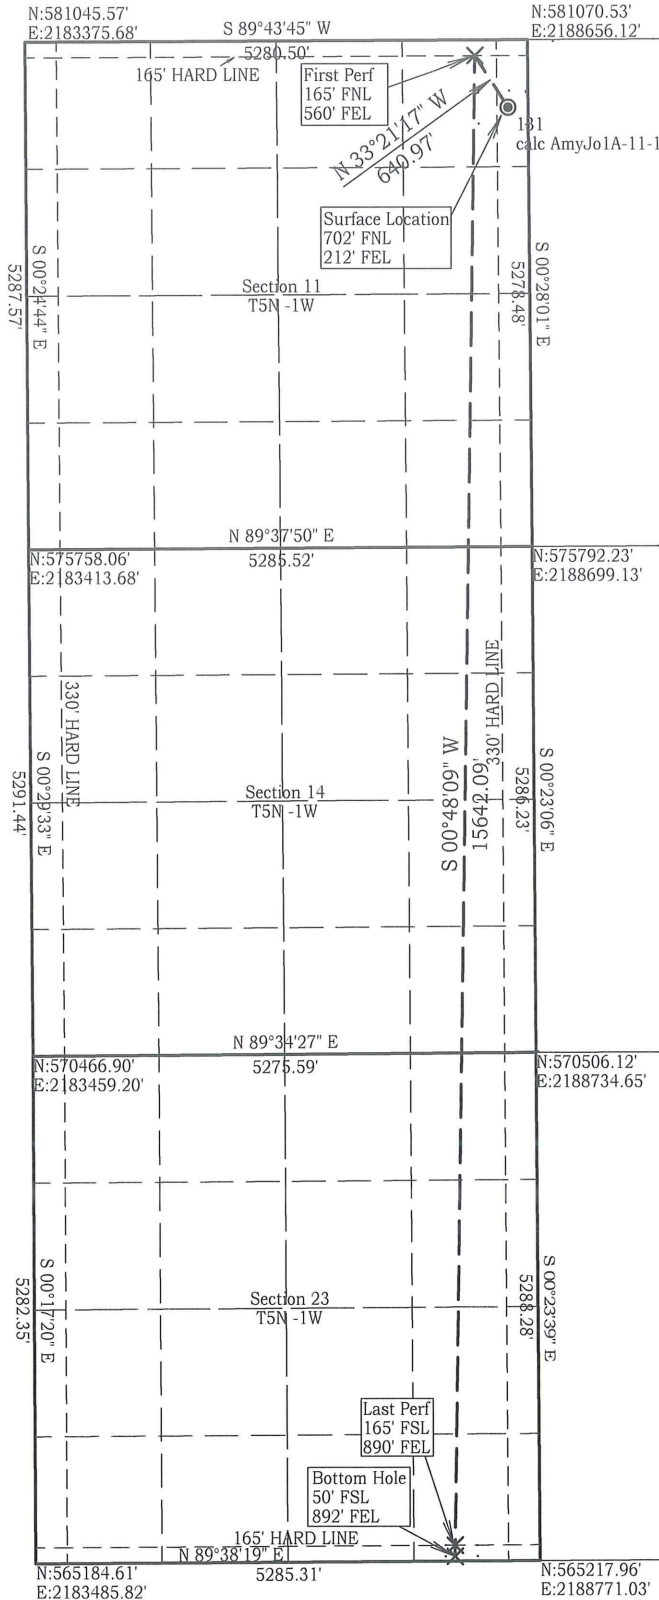 N:581045.57'
E:2183375.68'
S 89°43'45" W
5280.50'
N:581070.53'
E:2188656.12'
165' HARD LINE
First Perf
165' FNL
560' FEL
N 33°21'17" W
640.97'
131
calc AmyJo1A-11-1
Surface Location
702' FNL
212' FEL
S 00°24'44" E
5287.57'
Section 11
T5N -1W
S 00°28'01" E
5278.48'
N 89°37'50" E
5285.52'
N:575758.06'
E:2183413.68'
N:575792.23'
E:2188699.13'
330' HARD LINE
330' HARD LINE
S 00°29'33" E
5291.44'
Section 14
T5N -1W
S 00°48'09" W
15642.09'
S 00°23'06" E
5286.23'
N 89°34'27" E
5275.59'
N:570466.90'
E:2183459.20'
N:570506.12'
E:2188734.65'
S 00°17'20" E
5282.35'
Section 23
T5N -1W
S 00°23'39" E
5288.28'
Last Perf
165' FSL
890' FEL
Bottom Hole
50' FSL
892' FEL
165' HARD LINE
N 89°38'19" E
5285.31'
N:565184.61'
E:2183485.82'
N:565217.96'
E:2188771.03'